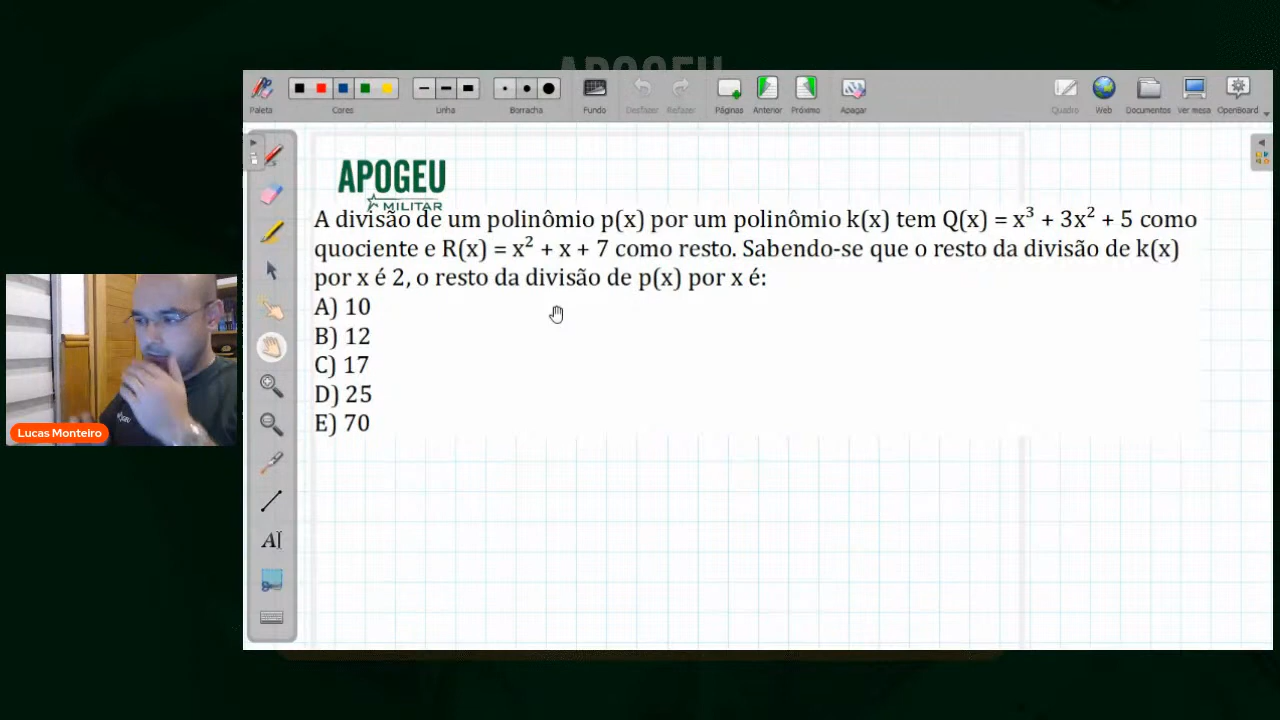 APOGEU
Paleta
Cores
Linha
Borracha
Fundo
Desfazer
Refazer
Páginas
Anterior
Próximo
Apagar
Quadro
Web
Documentos
Ver mesa
OpenBoard
APOGEU
MILITAR
A divisão de um polinômio p(x) por um polinômio k(x) tem Q(x) = x³ + 3x² + 5 como
quociente e R(x) = x² + x + 7 como resto. Sabendo-se que o resto da divisão de k(x)
por x é 2, o resto da divisão de p(x) por x é:
A) 10
B) 12
C) 17
D) 25
E) 70
Lucas Monteiro